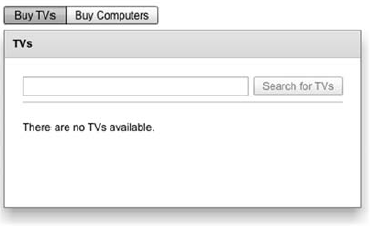 Buy TVs Buy Computers
TVs
Search for TVs
There are no TVs available.